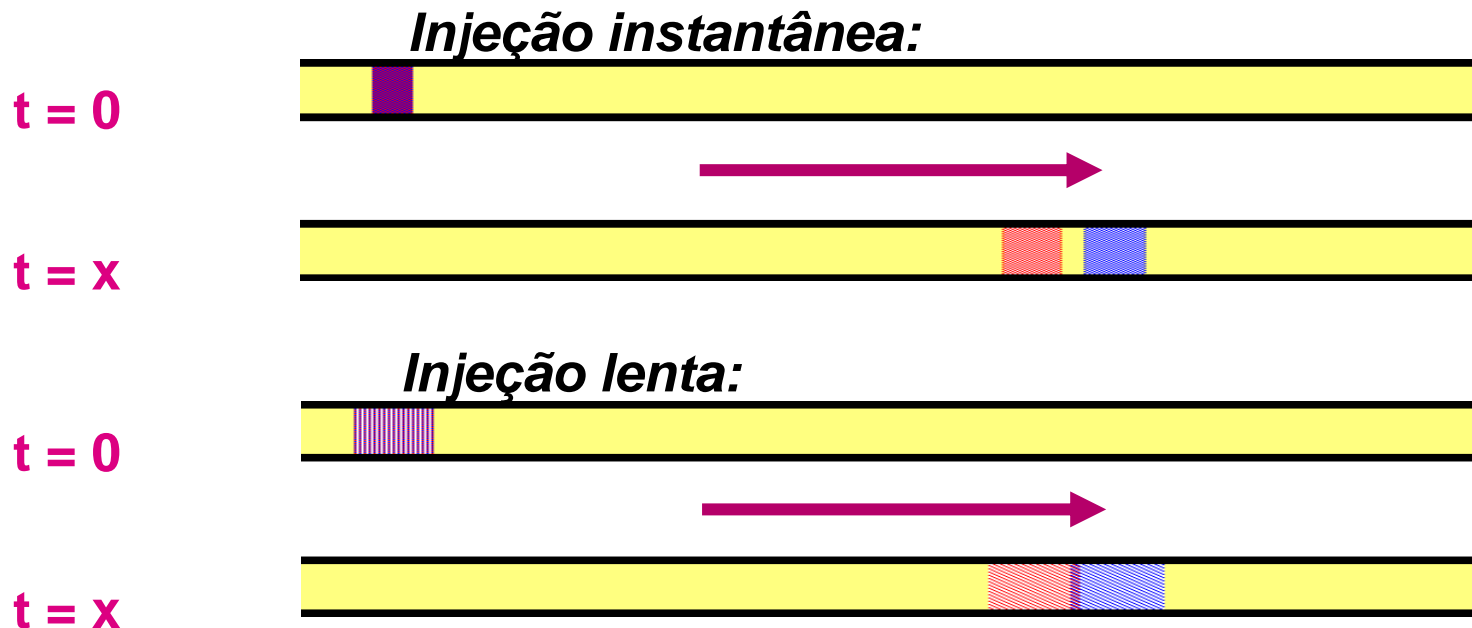 Injeção instantânea:
t = 0
t = x
Injeção lenta:
t = 0
t = x